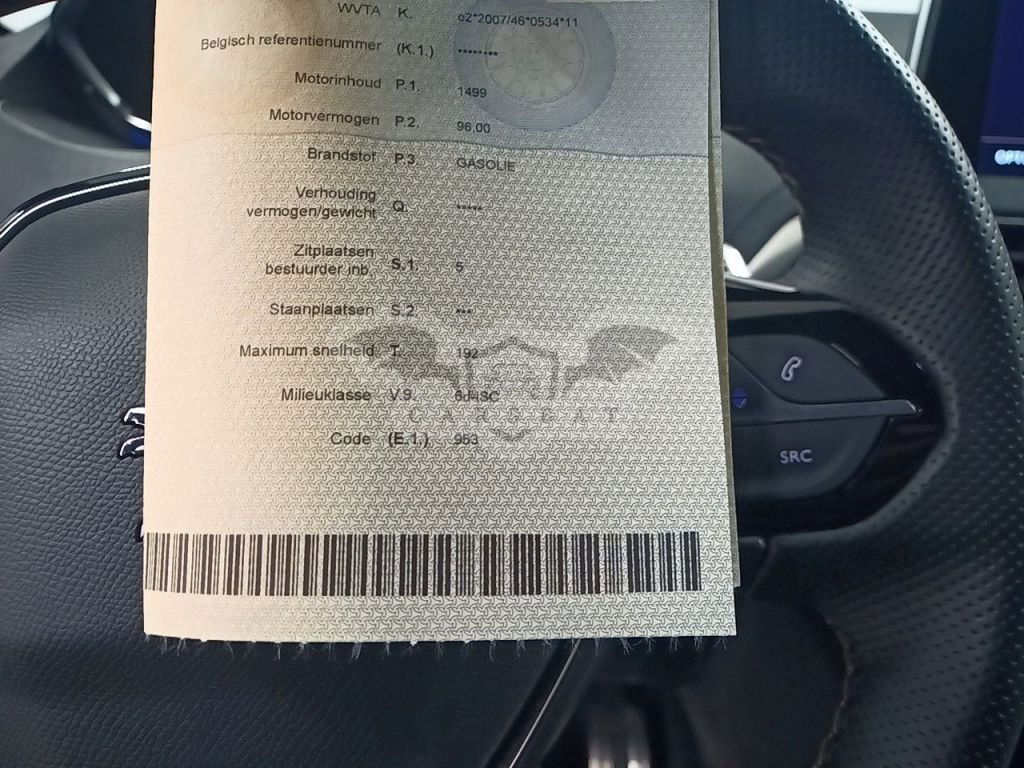 WVTA K. e2*2007/46*0534*11
Belgisch referentienummer (K.1.) ********
Motorinhoud P.1. 1499
Motorvermogen P.2. 96,00
Brandstof P.3. GASOLIE
Verhouding
vermogen/gewicht Q. *****
Zitplaatsen
bestuurder inb. S.1. 5
Staanplaatsen S.2. ***
Maximum snelheid T. 192
Milieuklasse V.9.
CARGBAT
Code (E.1.) 953
SRC